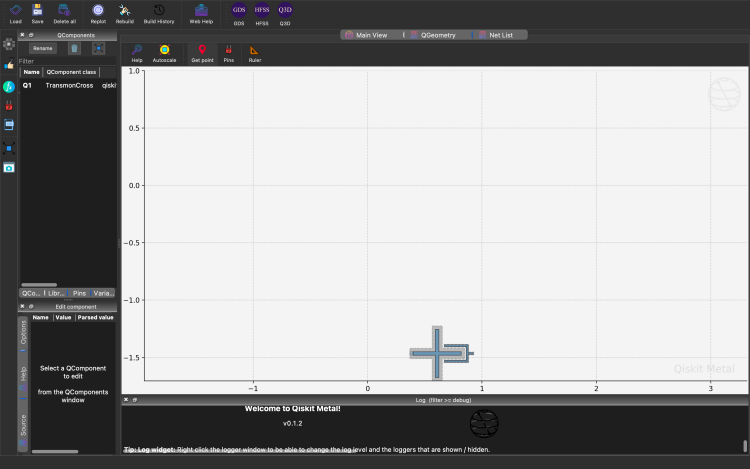 Load Save Delete all Replot Rebuild Build History Web Help GDS HFSS Q3D
GDS HFSS Q3D
QComponents
Main View QGeometry Net List
Rename
Help Autoscale Get point Pins Ruler
Filter
Name QComponent class
Q1 TransmonCross qiski
1.0
0.5
0.0
−0.5
−1.0
−1.5
−1 0 1 2 3
Qiskit Metal
QCo... Libr... Pins Varia...
Edit component
Name Value Parsed value
Options
Help
Source
Select a QComponent
to edit
from the QComponents
window
Log (filter >= debug)
Welcome to Qiskit Metal!
v0.1.2
Tip: Log widget: Right click the logger window to be able to change the log level and the loggers that are shown / hidden.